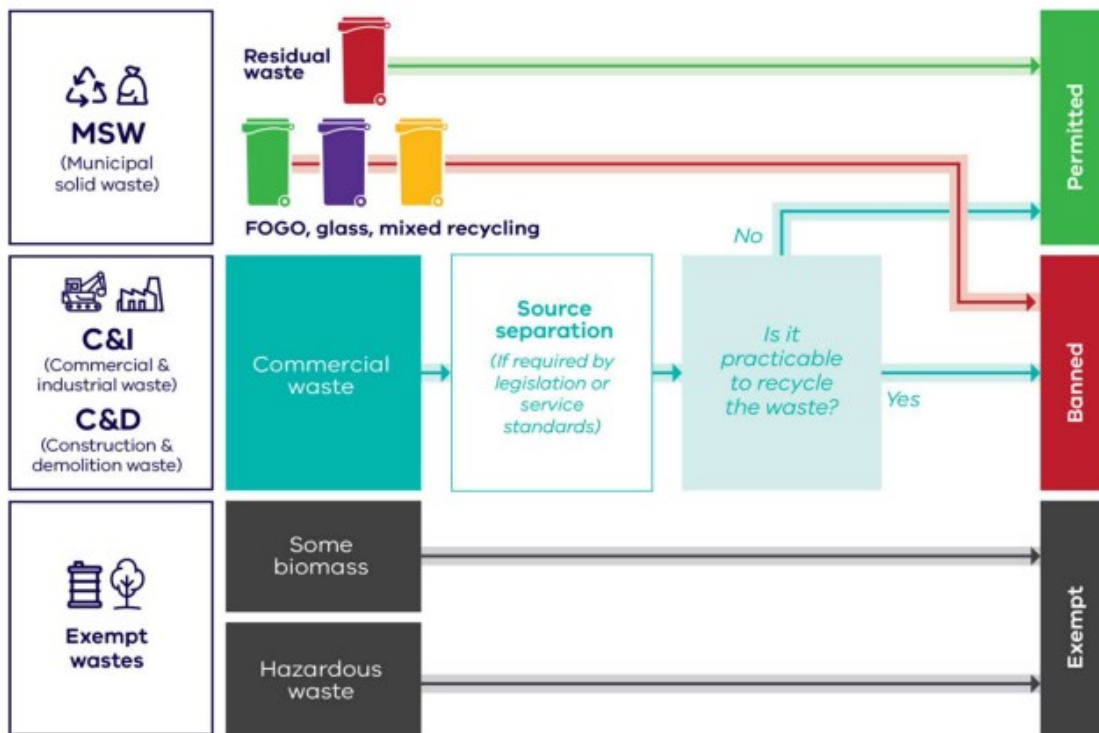 MSW
(Municipal
solid waste)
Residual
waste
FOGO, glass, mixed recycling
Permitted
C&I
(Commercial &
industrial waste)
C&D
(Construction &
demolition waste)
Commercial
waste
Source
separation
(If required by
legislation or
service
standards)
Is it
practicable
to recycle
the waste?
No
Yes
Banned
Exempt
wastes
Some
biomass
Hazardous
waste
Exempt